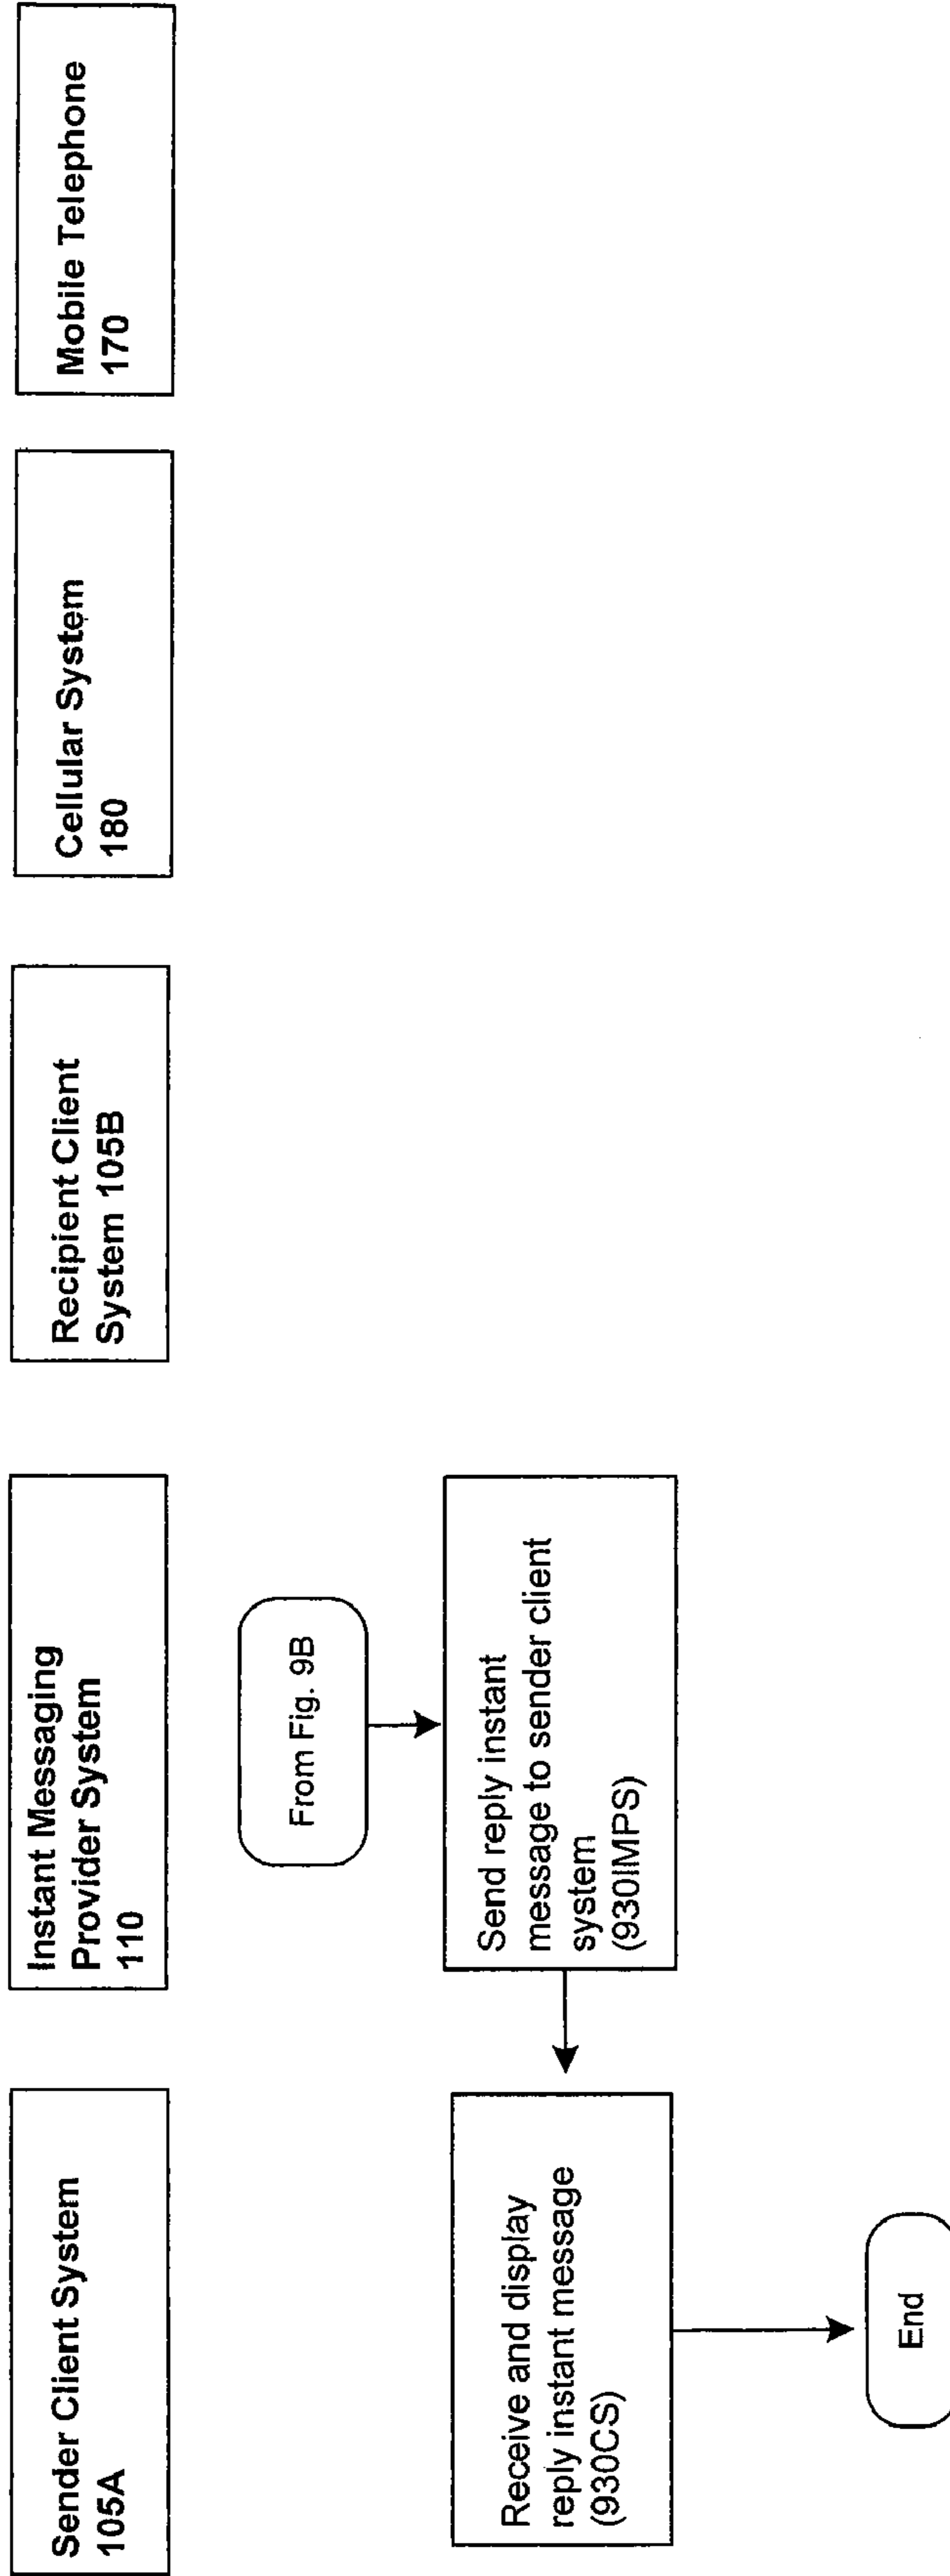 Sender Client System
105A
Instant Messaging
Provider System
110
Recipient Client
System 105B
Cellular System
180
Mobile Telephone
170
From Fig. 9B
Send reply instant
message to sender client
system
(930IMPS)
Receive and display
reply instant message
(930CS)
End